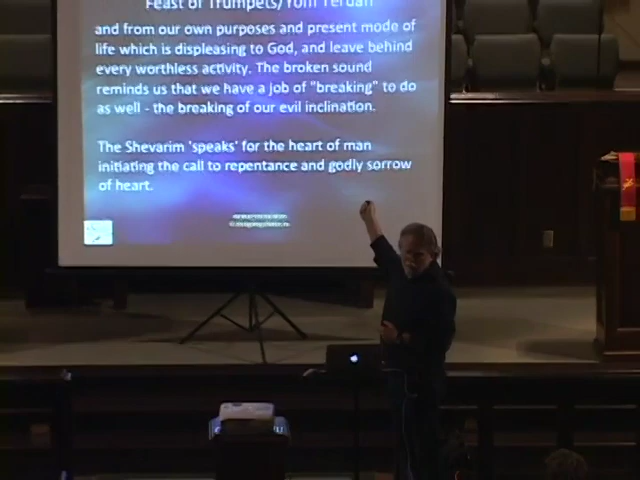 Feast of Trumpets/Yom Teruah
and from our own purposes and present mode of
life which is displeasing to God, and leave behind
every worthless activity. The broken sound
reminds us that we have a job of "breaking" to do
as well - the breaking of our evil inclination.
The Shevarim 'speaks' for the heart of man
initiating the call to repentance and godly sorrow
of heart.